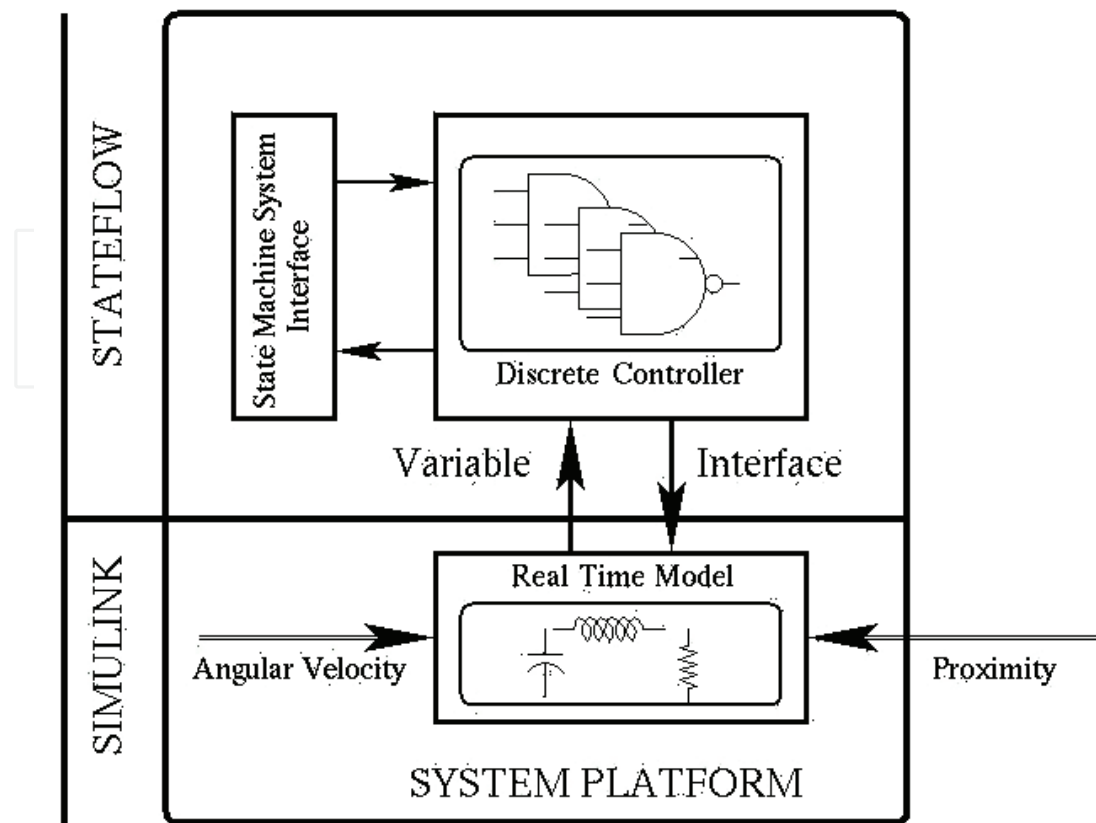 STATEFLOW
State Machine System
Interface
Discrete Controller
Variable
Interface
SIMULINK
Real Time Model
Angular Velocity
Proximity
SYSTEM PLATFORM